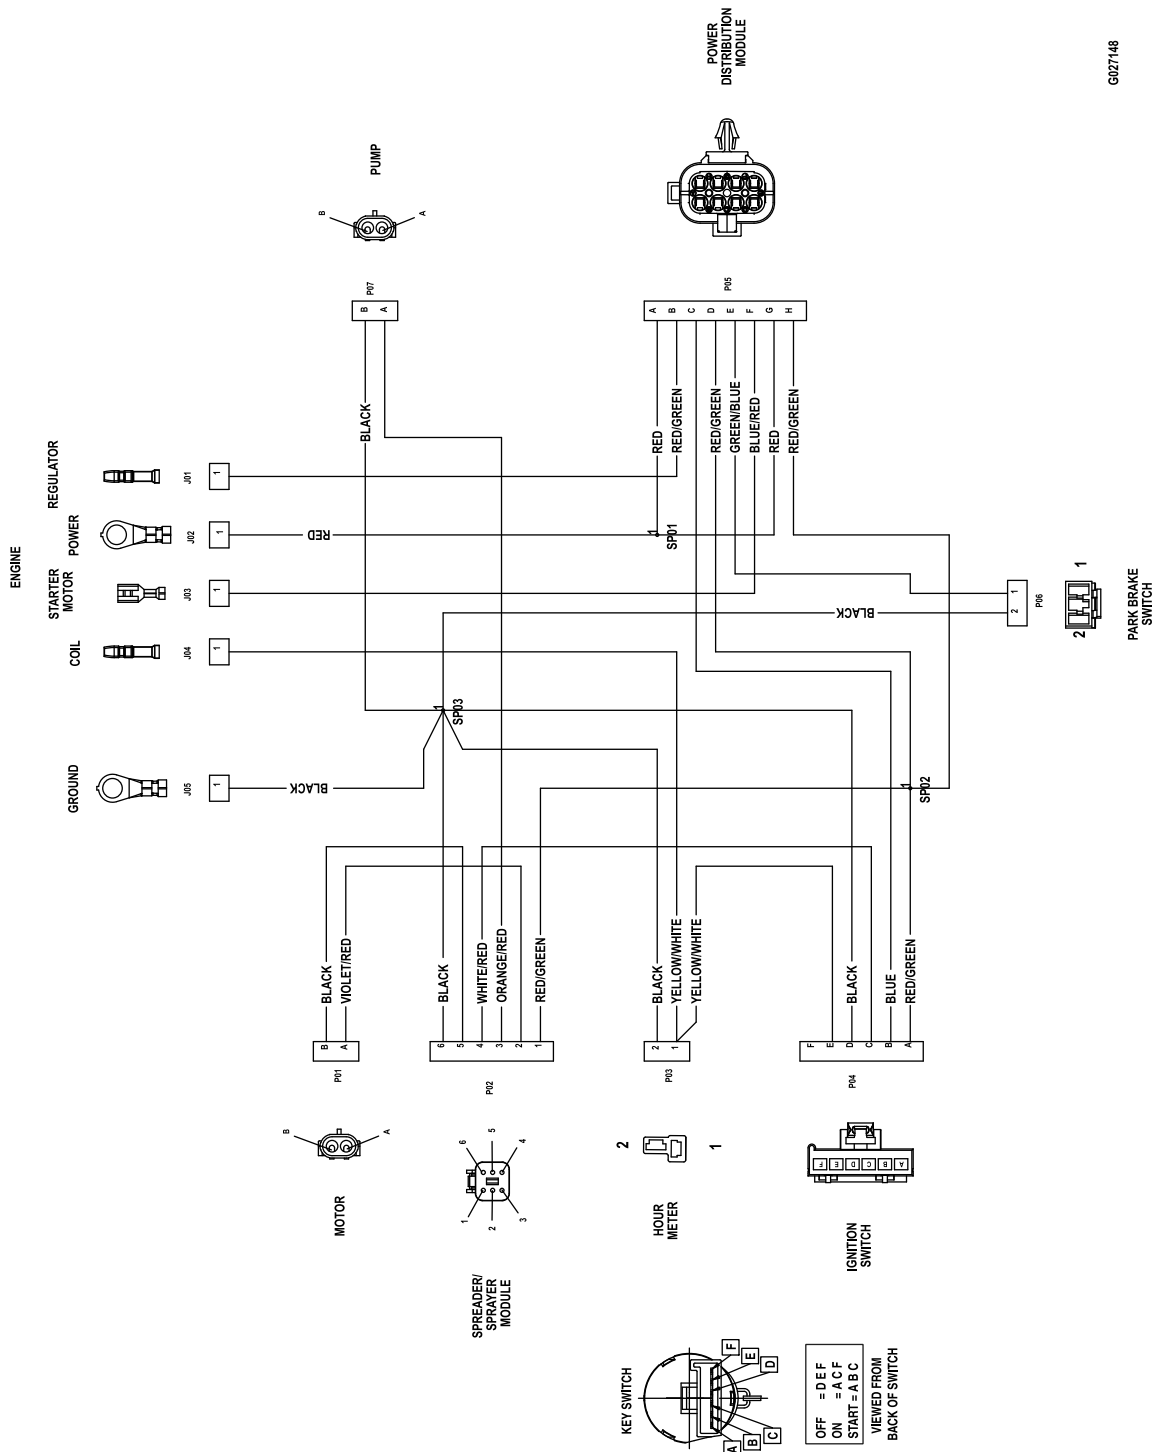 ENGINE
GROUND
COIL
STARTER
MOTOR
POWER
REGULATOR
J05
J04
J03
J02
J01
1
1
1
1
1
MOTOR
B
A
P01
B
A
BLACK
VIOLET/RED
SPREADER/
SPRAYER
MODULE
1
2
3
6
5
4
P02
6
5
4
3
2
1
BLACK
WHITE/RED
ORANGE/RED
RED/GREEN
HOUR
METER
2
1
P03
2
1
BLACK
YELLOW/WHITE
YELLOW/WHITE
IGNITION
SWITCH
F
E
D
C
B
A
P04
F
E
D
C
B
A
BLACK
BLUE
RED/GREEN
KEY SWITCH
A
B
C
D
E
F
OFF = D E F
ON = A C F
START = A B C
VIEWED FROM
BACK OF SWITCH
BLACK
RED
1
SP03
1
SP01
1
SP02
PUMP
B
A
P07
B
A
BLACK
POWER
DISTRIBUTION
MODULE
P05
A
B
C
D
E
F
G
H
RED
RED/GREEN
RED/GREEN
GREEN/BLUE
BLUE/RED
RED
RED/GREEN
BLACK
2
1
P06
2
1
PARK BRAKE
SWITCH
G027148